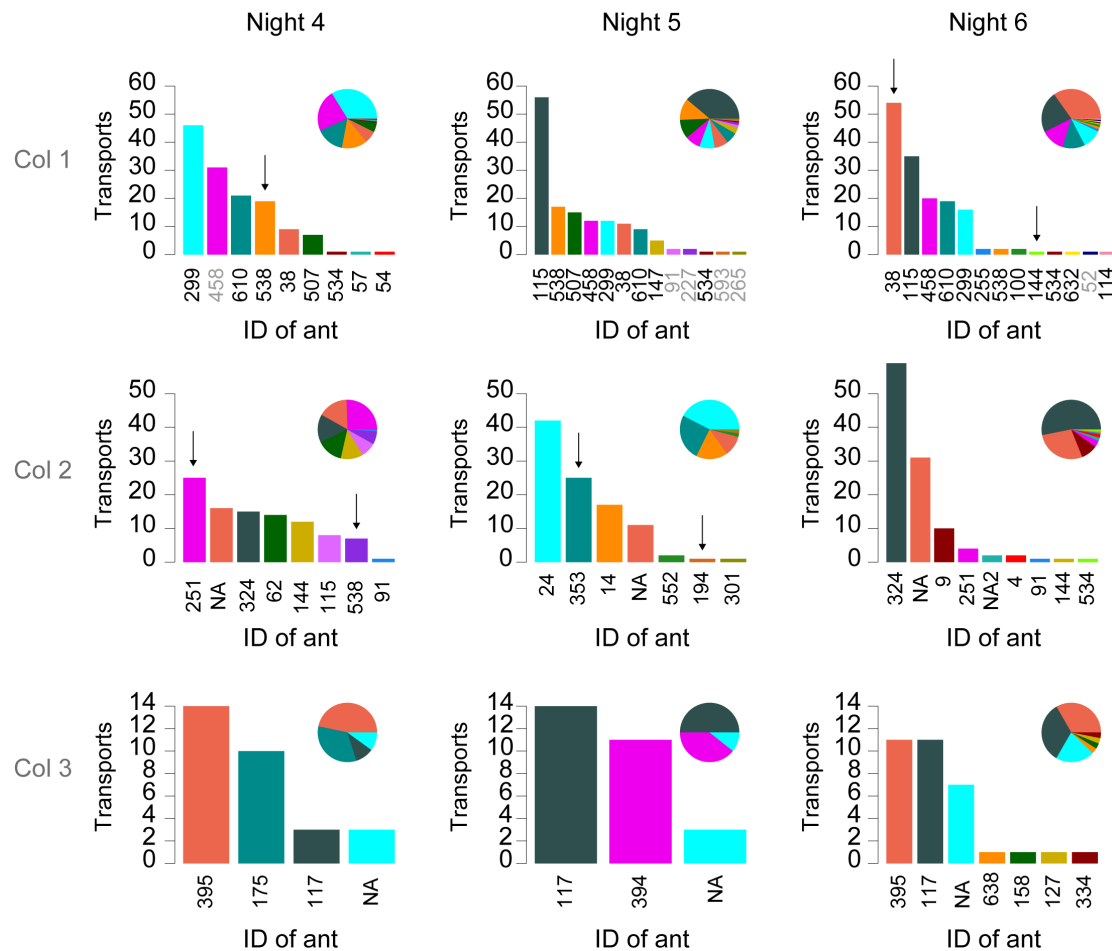 Night 4 Night 5 Night 6
Col 1
Transports
60
50
40
30
20
10
0
299 458 610 538 38 507 534 57 54
ID of ant
Transports
60
50
40
30
20
10
0
115 538 507 458 299 38 610 147 91 227 534 593 265
ID of ant
Transports
60
50
40
30
20
10
0
38 115 458 610 299 255 538 100 144 534 632 52 114
ID of ant
Col 2
Transports
50
40
30
20
10
0
251 NA 324 62 144 115 538 91
ID of ant
Transports
50
40
30
20
10
0
24 353 14 NA 552 194 301
ID of ant
Transports
50
40
30
20
10
0
324 NA 9 251 NA2 4 91 144 534
ID of ant
Col 3
Transports
14
12
10
8
6
4
2
0
395 175 117 NA
ID of ant
Transports
14
12
10
8
6
4
2
0
117 394 NA
ID of ant
Transports
14
12
10
8
6
4
2
0
395 117 NA 638 158 127 334
ID of ant